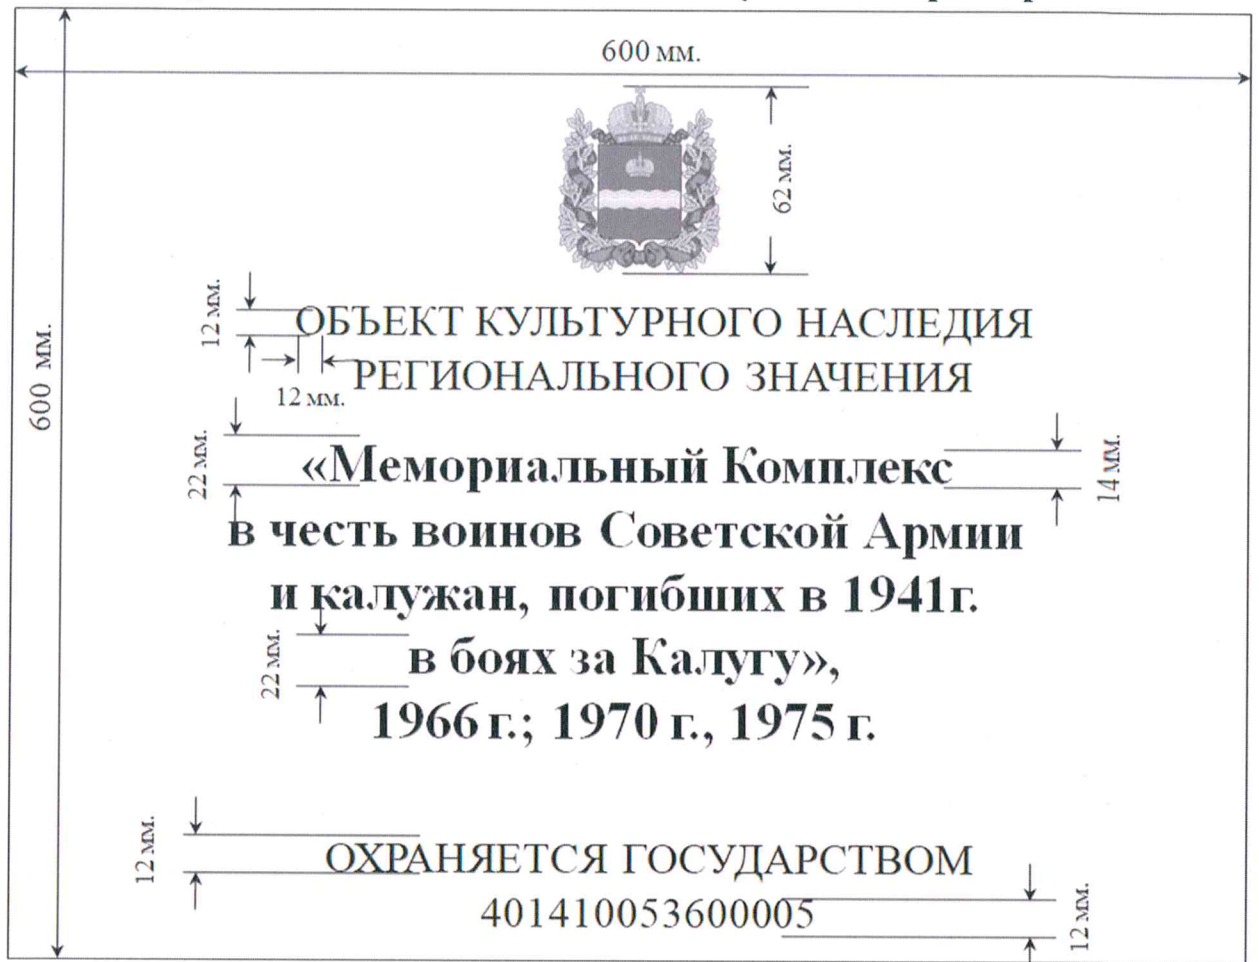 600 мм.
62 мм.
600 мм.
12 мм.
ОБЪЕКТ КУЛЬТУРНОГО НАСЛЕДИЯ
РЕГИОНАЛЬНОГО ЗНАЧЕНИЯ
12 мм.
22 мм.
«Мемориальный Комплекс
14 мм.
в честь воинов Советской Армии
и калужан, погибших в 1941г.
22 мм.
в боях за Калугу»,
1966 г.; 1970 г., 1975 г.
12 мм.
ОХРАНЯЕТСЯ ГОСУДАРСТВОМ
401410053600005
12 мм.